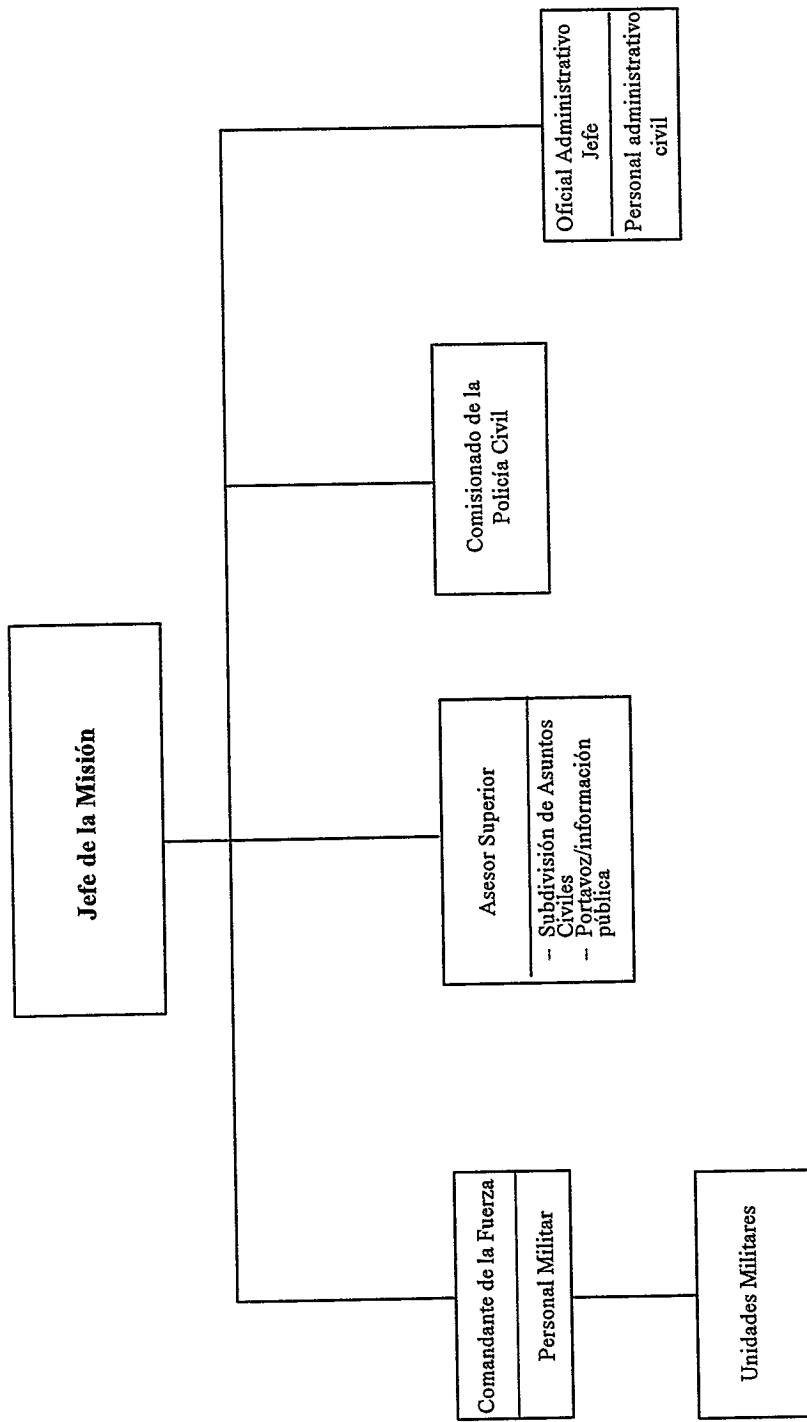 Jefe de la Misión
Comandante de la Fuerza
Personal Militar
Unidades Militares
Asesor Superior
– Subdivisión de Asuntos
Civiles
– Portavoz/información
pública
Comisionado de la
Policía Civil
Oficial Administrativo
Jefe
Personal administrativo
civil